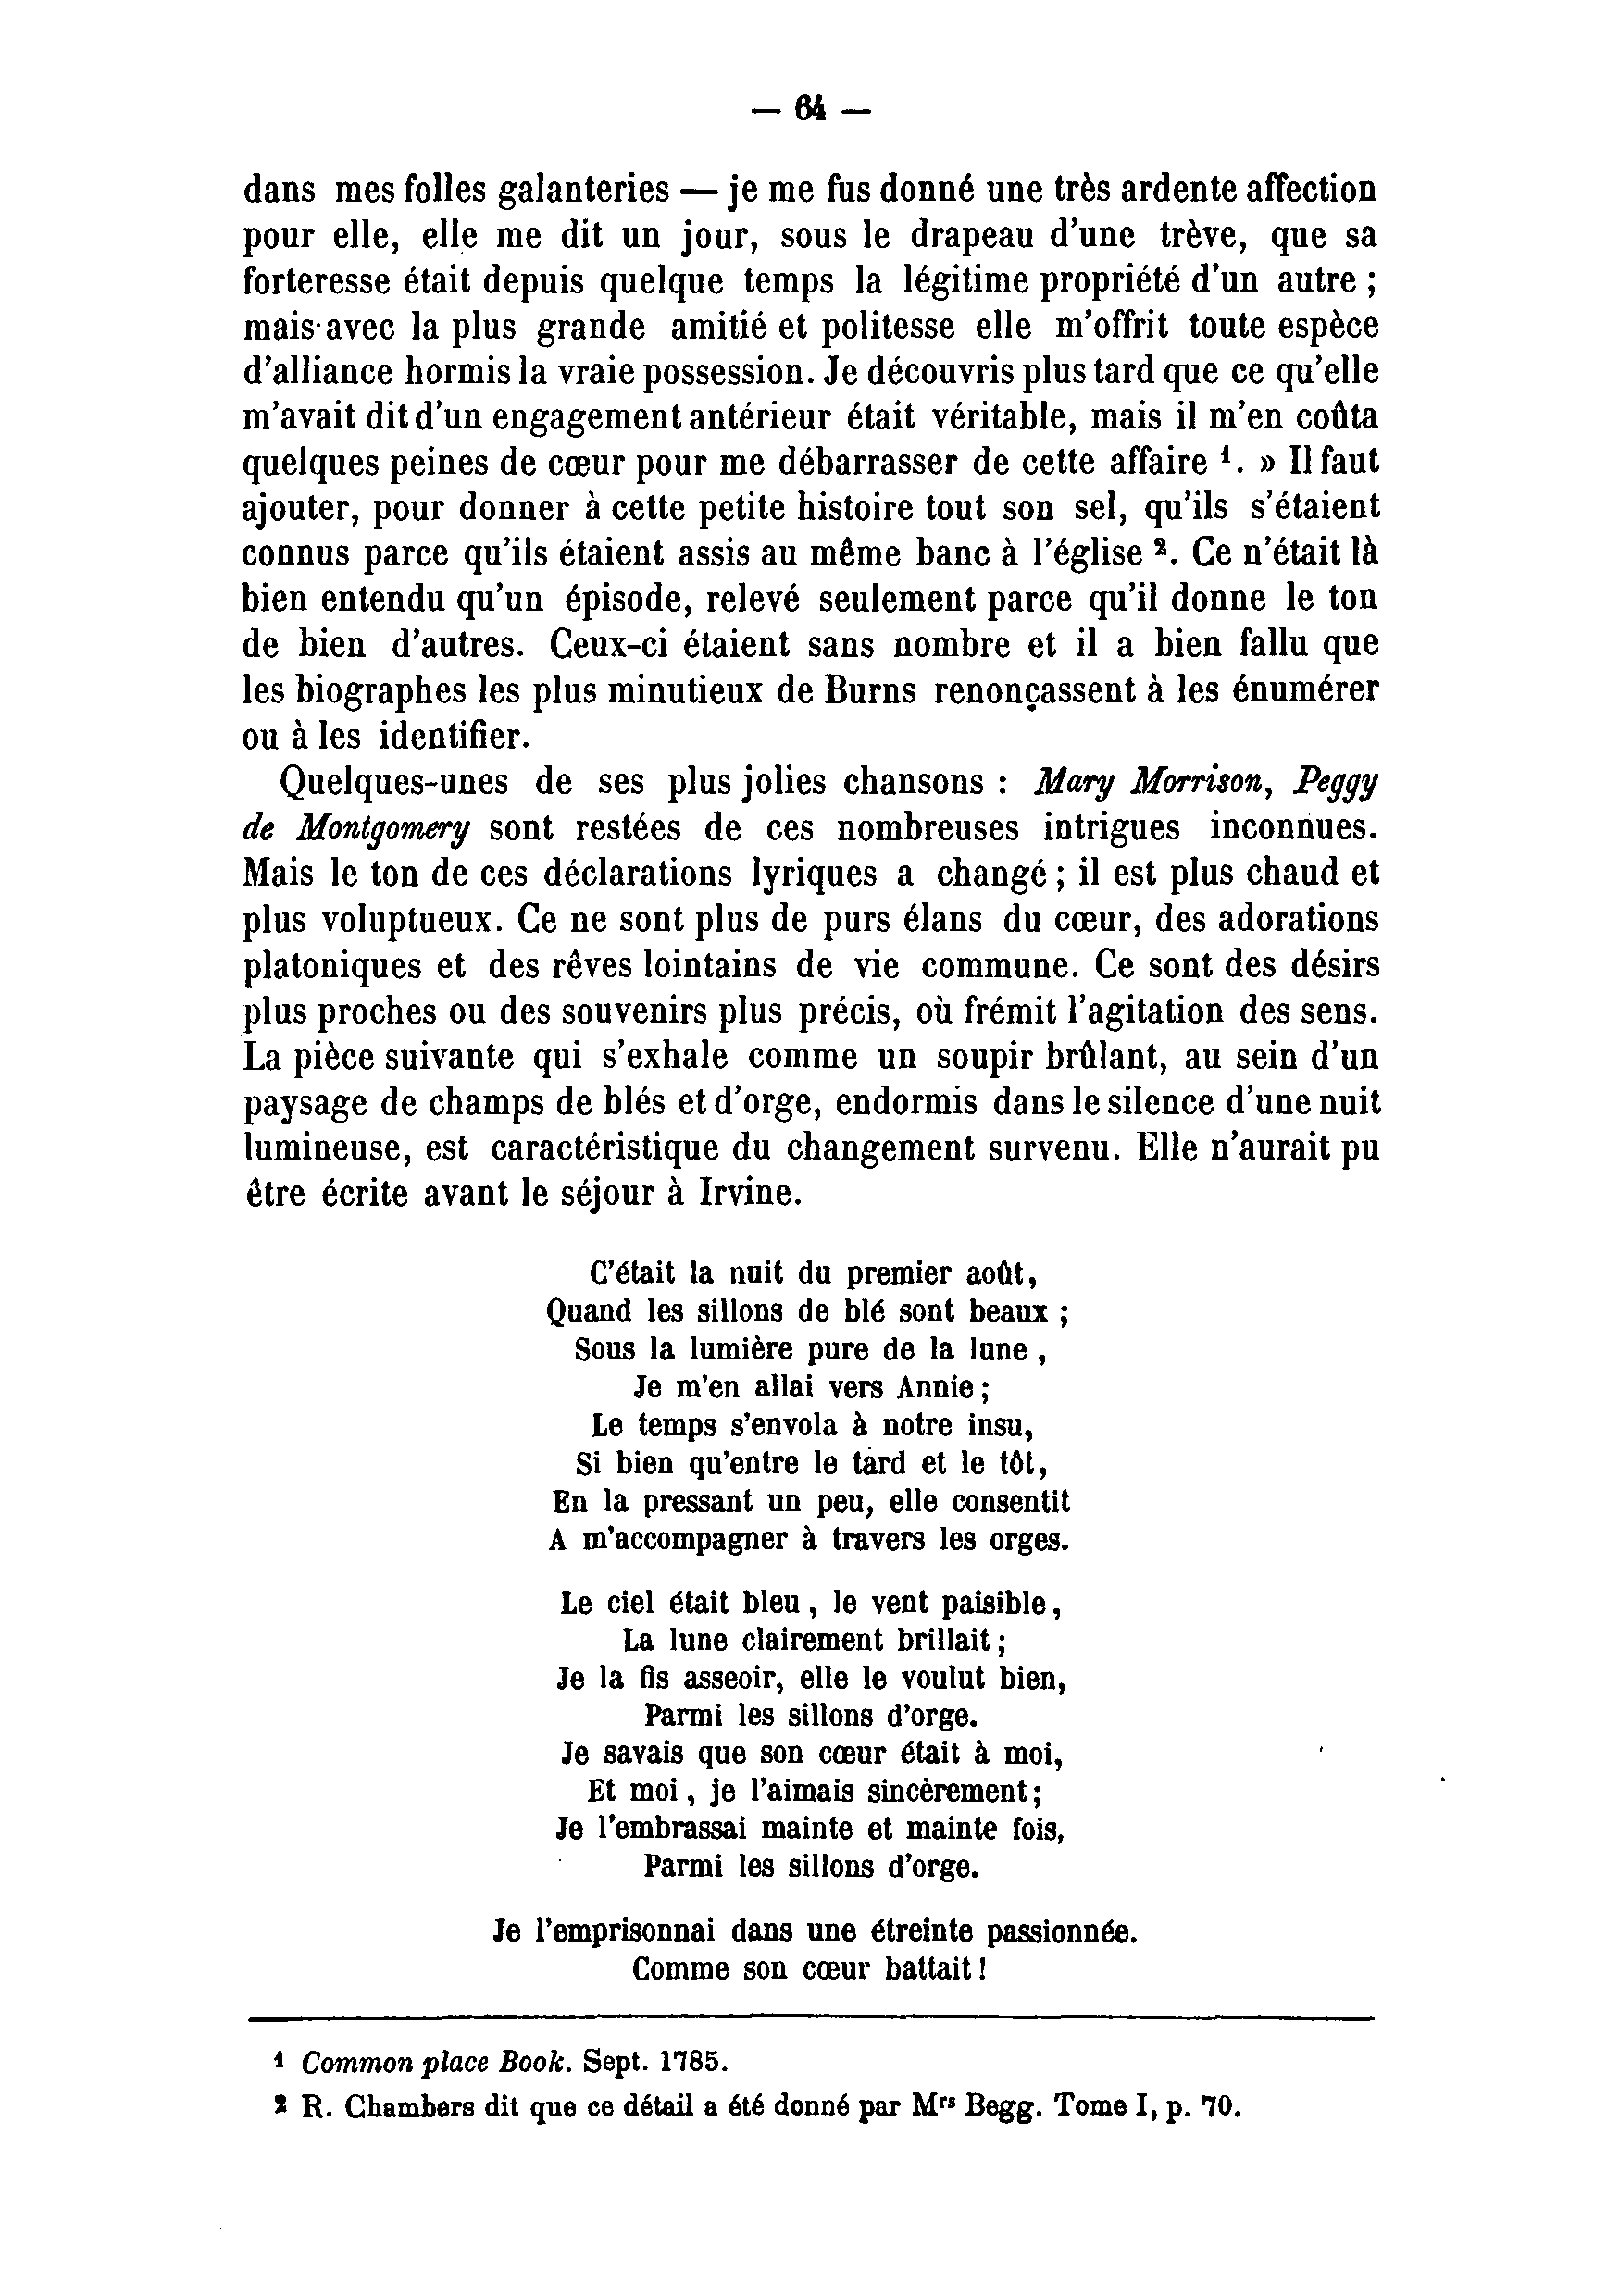 — 64 —
dans mes folles galanteries — je me fus donné une très ardente affection
pour elle, elle me dit un jour, sous le drapeau d'une trève, que sa
forteresse était depuis quelque temps la légitime propriété d'un autre ;
mais avec la plus grande amitié et politesse elle m'offrit toute espèce
d'alliance hormis la vraie possession. Je découvris plus tard que ce qu'elle
m'avait dit d'un engagement antérieur était véritable, mais il m'en coûta
quelques peines de cœur pour me débarrasser de cette affaire ¹. » Il faut
ajouter, pour donner à cette petite histoire tout son sel, qu'ils s'étaient
connus parce qu'ils étaient assis au même banc à l'église ². Ce n'était là
bien entendu qu'un épisode, relevé seulement parce qu'il donne le ton
de bien d'autres. Ceux-ci étaient sans nombre et il a bien fallu que
les biographes les plus minutieux de Burns renonçassent à les énumérer
ou à les identifier.
Quelques-unes de ses plus jolies chansons : Mary Morrison, Peggy
de Montgomery sont restées de ces nombreuses intrigues inconnues.
Mais le ton de ces déclarations lyriques a changé ; il est plus chaud et
plus voluptueux. Ce ne sont plus de purs élans du cœur, des adorations
platoniques et des rêves lointains de vie commune. Ce sont des désirs
plus proches ou des souvenirs plus précis, où frémit l'agitation des sens.
La pièce suivante qui s'exhale comme un soupir brûlant, au sein d'un
paysage de champs de blés et d'orge, endormis dans le silence d'une nuit
lumineuse, est caractéristique du changement survenu. Elle n'aurait pu
être écrite avant le séjour à Irvine.
C'était la nuit du premier août,
Quand les sillons de blé sont beaux ;
Sous la lumière pure de la lune ,
Je m'en allai vers Annie ;
Le temps s'envola à notre insu,
Si bien qu'entre le tard et le tôt,
En la pressant un peu, elle consentit
A m'accompagner à travers les orges.
Le ciel était bleu , le vent paisible ,
La lune clairement brillait ;
Je la fis asseoir, elle le voulut bien,
Parmi les sillons d'orge.
Je savais que son cœur était à moi,
Et moi , je l'aimais sincèrement ;
Je l'embrassai mainte et mainte fois,
Parmi les sillons d'orge.
Je l'emprisonnai dans une étreinte passionnée.
Comme son cœur battait !
¹ Common place Book. Sept. 1785.
² R. Chambers dit que ce détail a été donné par Mrs Begg. Tome I, p. 70.